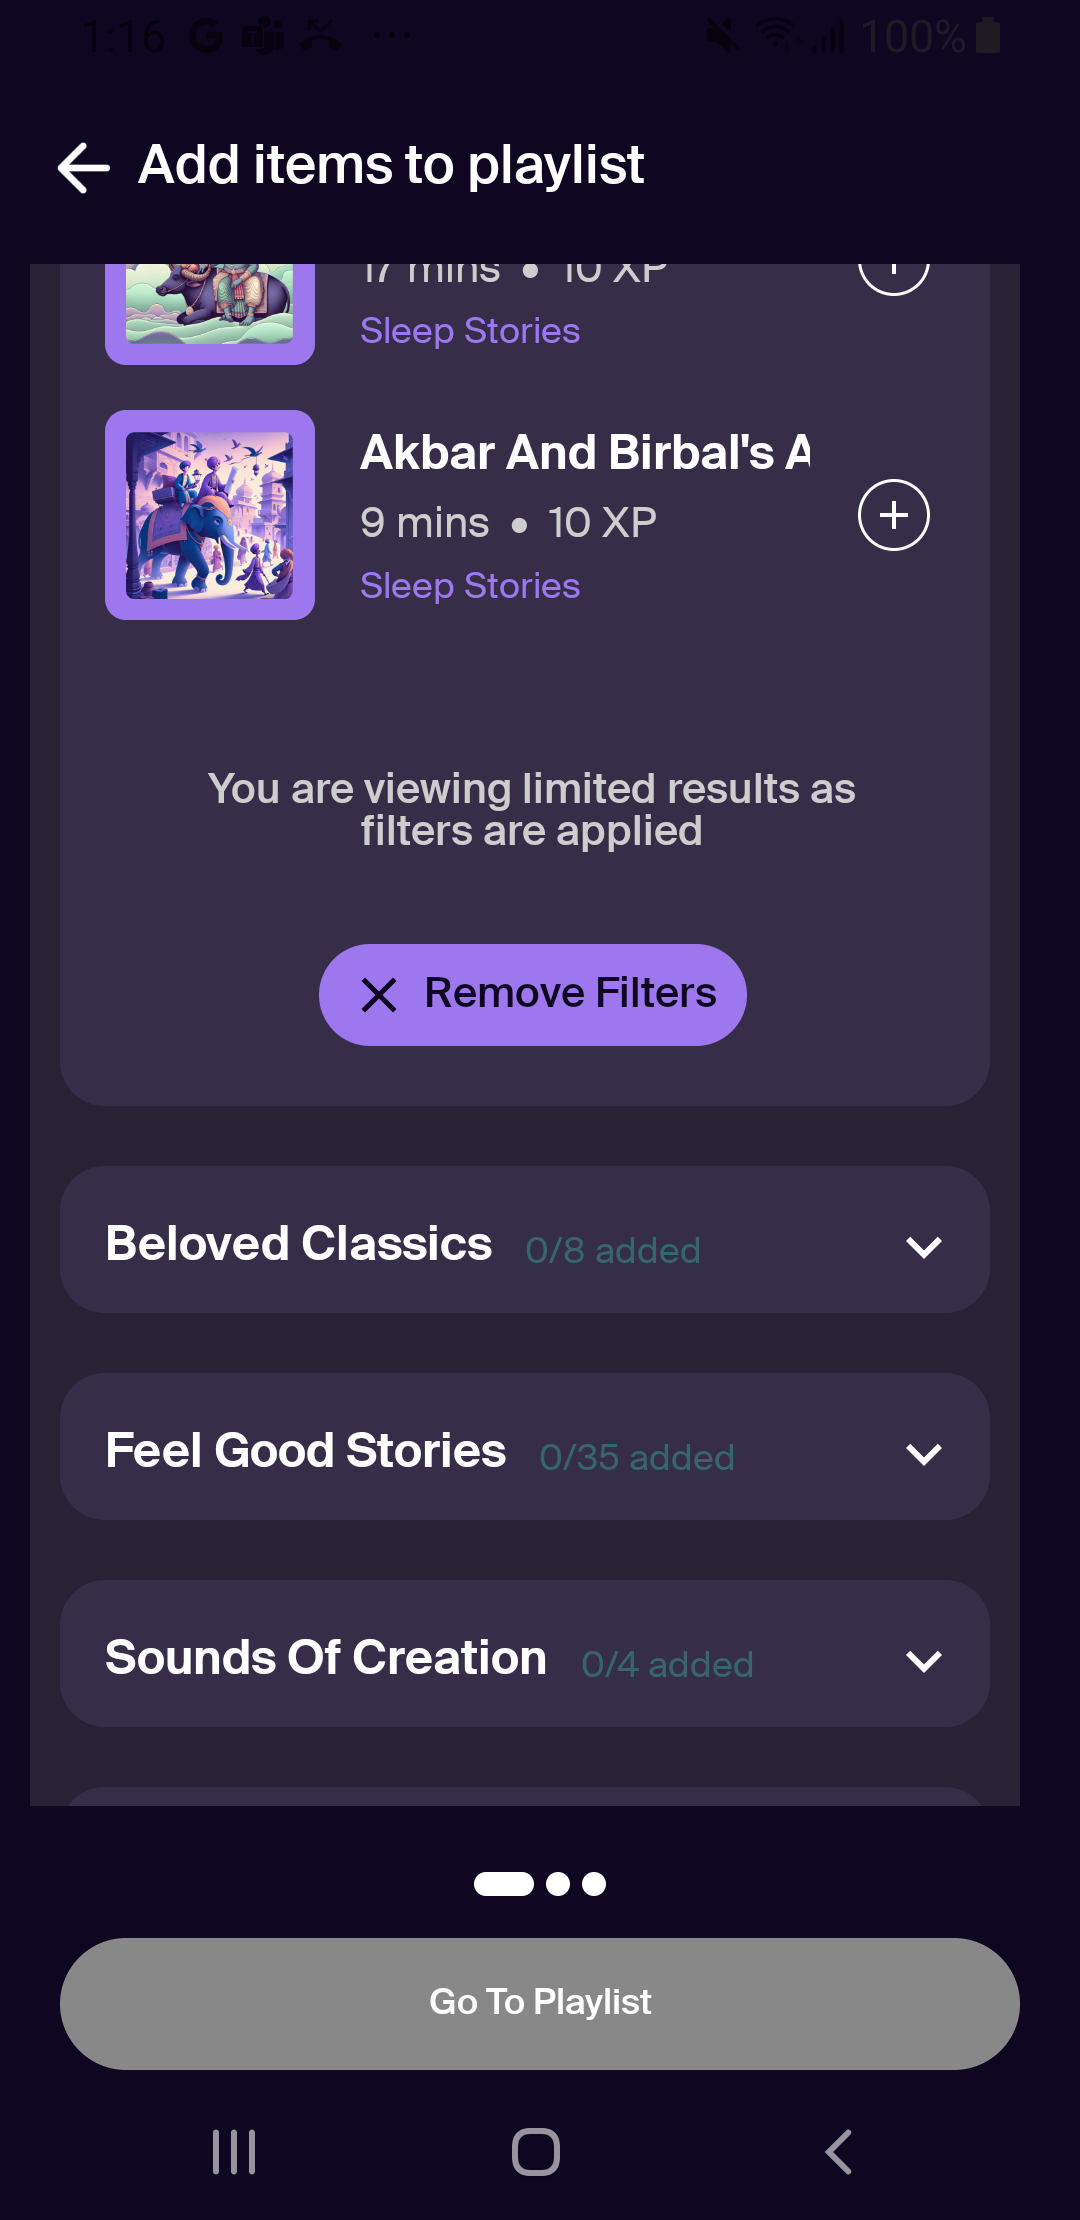 1:16
100%
Add items to playlist
17 mins • 10 XP
Sleep Stories
Akbar And Birbal's A
9 mins • 10 XP
Sleep Stories
You are viewing limited results as
filters are applied
Remove Filters
Beloved Classics 0/8 added
Feel Good Stories 0/35 added
Sounds Of Creation 0/4 added
Go To Playlist